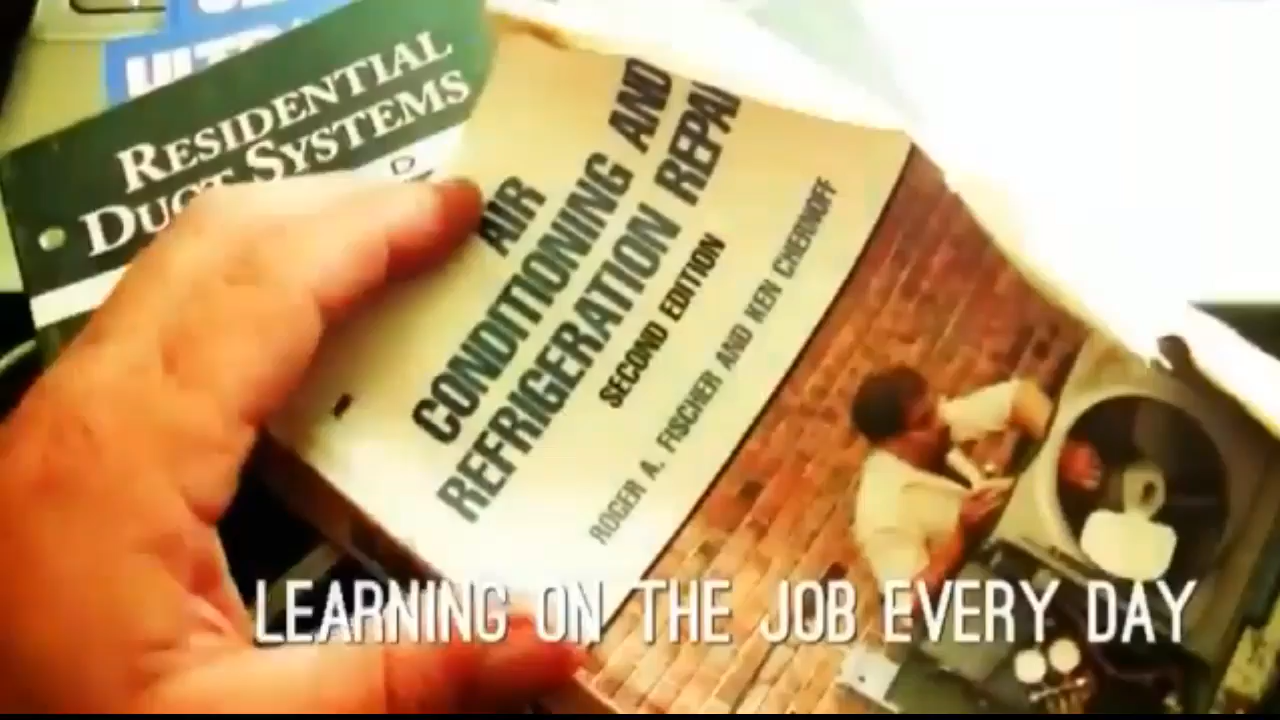 RESIDENTIAL
DUCT SYSTEMS
AIR
CONDITIONING AND
REFRIGERATION
SECOND EDITION
ROGER A. FISCHER AND KEN CHERNOFF
LEARNING ON THE JOB EVERY DAY